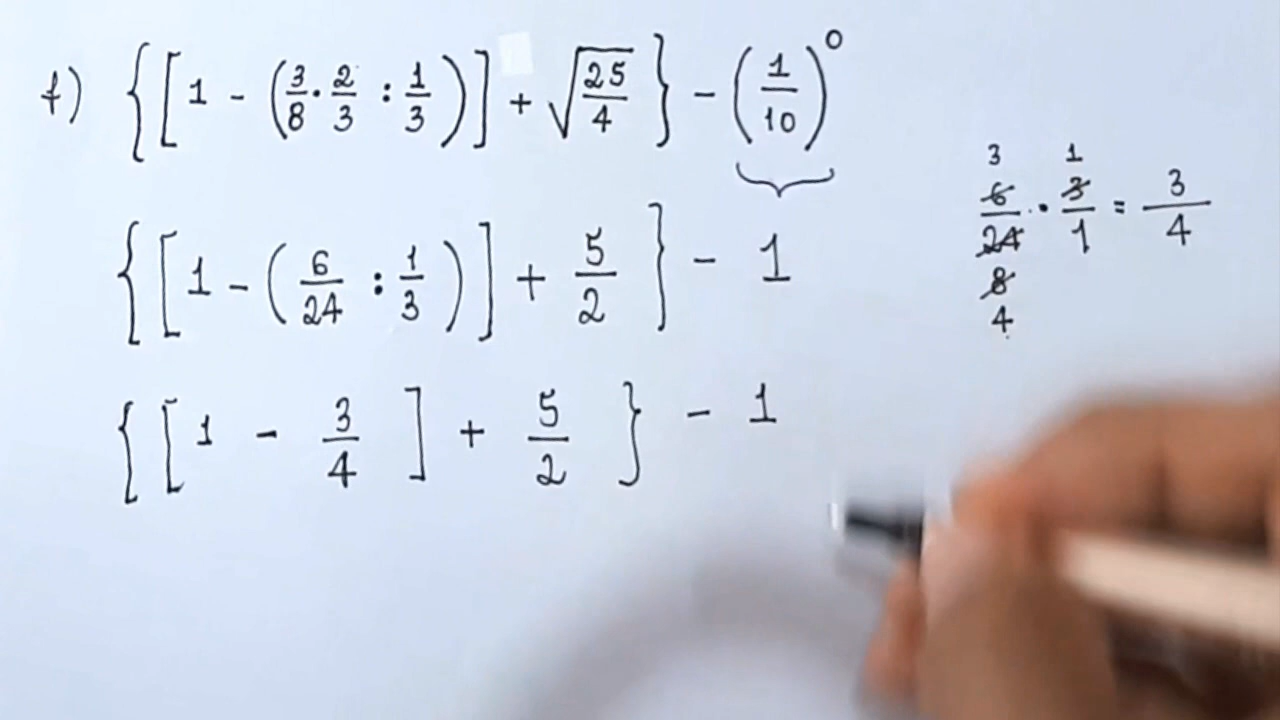 f) {[1 - (3/8 · 2/3 : 1/3)] + √25/4} - (1/10)⁰
{[1 - (6/24 : 1/3)] + 5/2} - 1
{[1 - 3/4] + 5/2} - 1
3 1
6/24 · 3/1 = 3/4
8
4